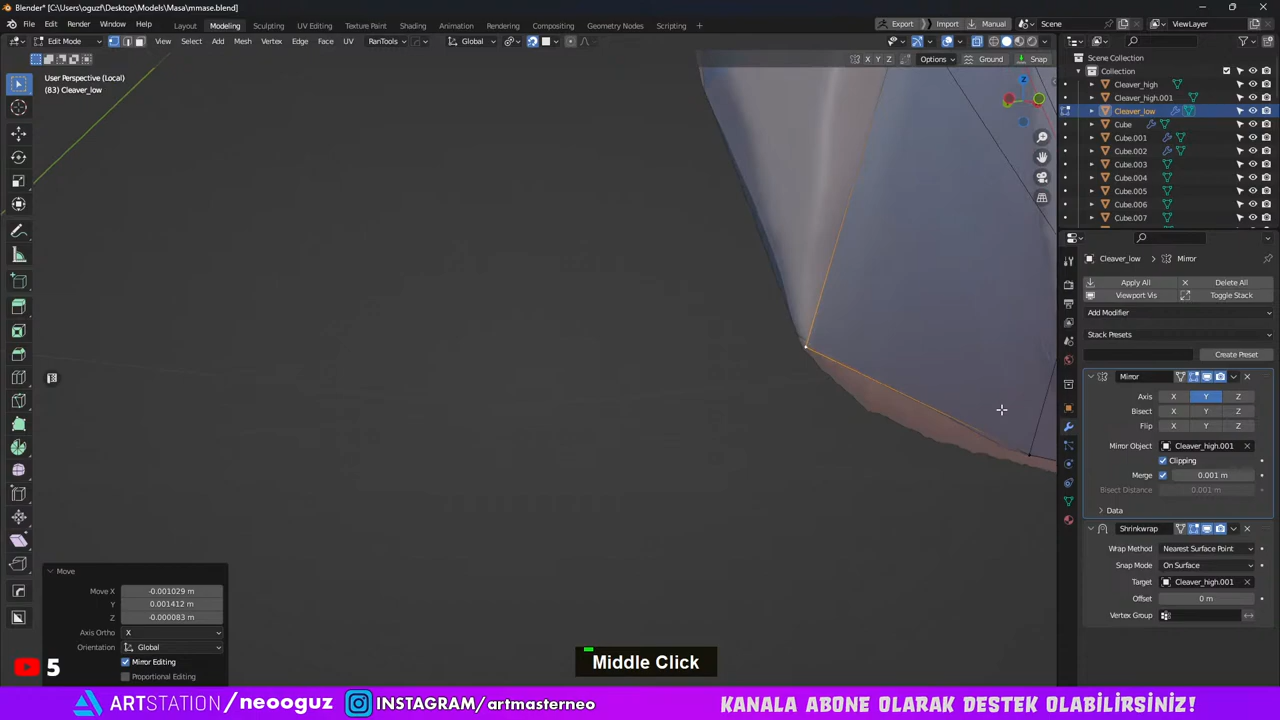 Blender* [C:\Users\oguzf\Desktop\Models\Masa\mmase.blend]
File Edit Render Window Help Layout Modeling Sculpting UV Editing Texture Paint Shading Animation Rendering Compositing Geometry Nodes Scripting + Export Import Manual Scene ViewLayer
Edit Mode View Select Add Mesh Vertex Edge Face UV RanTools Global
X Y Z Options Ground Snap
User Perspective (Local)
(83) Cleaver_low
Z
Scene Collection
Collection
Cleaver_high
Cleaver_high.001
Cleaver_low
Cube
Cube.001
Cube.002
Cube.003
Cube.004
Cube.005
Cube.006
Cube.007
Cleaver_low > Mirror
Apply All Delete All
Viewport Vis Toggle Stack
Add Modifier
Stack Presets
Create Preset
Mirror
Axis X Y Z
Bisect X Y Z
Flip X Y Z
Mirror Object Cleaver_high.001
Clipping
Merge 0.001 m
Bisect Distance 0.001 m
Data
Shrinkwrap
Wrap Method Nearest Surface Point
Snap Mode On Surface
Target Cleaver_high.001
Offset 0 m
Vertex Group
Move
Move X -0.001029 m
Y 0.001412 m
Z -0.000083 m
Axis Ortho X
Orientation Global
Mirror Editing
Proportional Editing
5
Middle Click
ARTSTATION/neooguz INSTAGRAM/artmasterneo KANALA ABONE OLARAK DESTEK OLABİLİRSİNİZ!